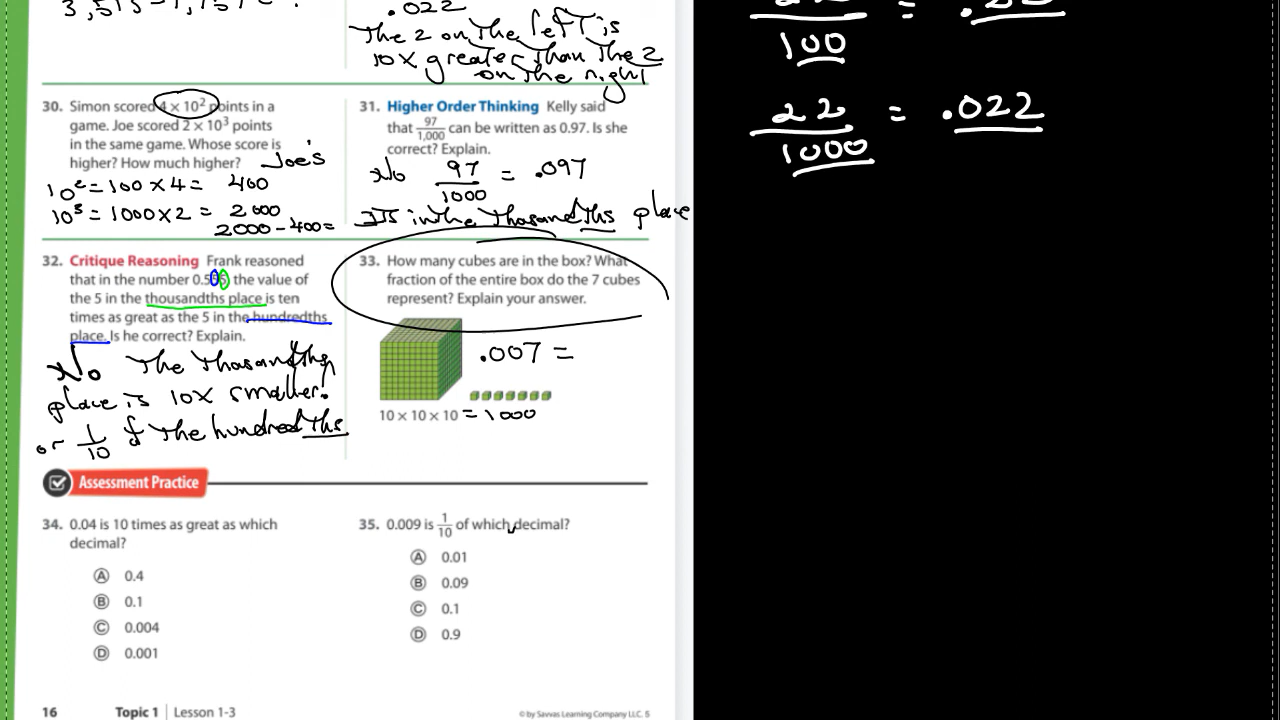 .022
The 2 on the left is
10x greater than the 2
on the right
100
22 = .022
1000
30. Simon scored 4 × 10² points in a
game. Joe scored 2 × 10³ points
in the same game. Whose score is
higher? How much higher?
Joe's
10² = 100 × 4 = 400
10³ = 1000 × 2 = 2000
2000 - 400 =
31. Higher Order Thinking Kelly said
that 97/1,000 can be written as 0.97. Is she
correct? Explain.
No 97/1000 = .097
Its in the thousandths place
32. Critique Reasoning Frank reasoned
that in the number 0.555, the value of
the 5 in the thousandths place is ten
times as great as the 5 in the hundredths
place. Is he correct? Explain.
No The thousandths
place is 10x smaller.
or 1/10 of the hundredths
33. How many cubes are in the box? What
fraction of the entire box do the 7 cubes
represent? Explain your answer.
.007 =
10 × 10 × 10 = 1000
Assessment Practice
34. 0.04 is 10 times as great as which
decimal?
A 0.4
B 0.1
C 0.004
D 0.001
35. 0.009 is 1/10 of which decimal?
A 0.01
B 0.09
C 0.1
D 0.9
16 Topic 1 | Lesson 1-3
© by Savvas Learning Company LLC. 5